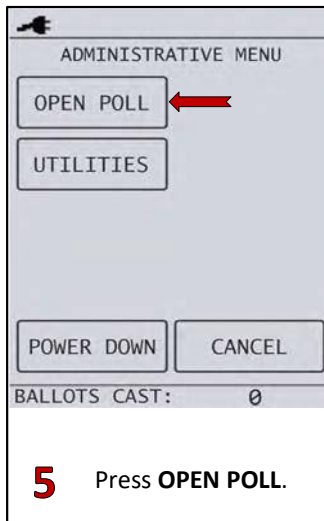 ADMINISTRATIVE MENU
OPEN POLL
UTILITIES
POWER DOWN CANCEL
BALLOTS CAST: 0
5 Press OPEN POLL.